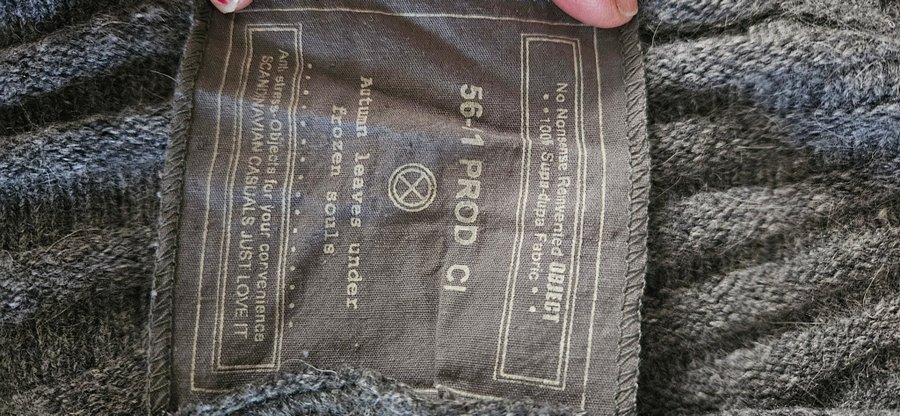 No Nonsense Reinvented OBJECT
100% Supa dupa Fabric
56-1 PROD CI
Autumn leaves under
frozen souls
Anti stress Objects for your convenience
SCANDINAVIAN CASUALS JUST LOVE IT